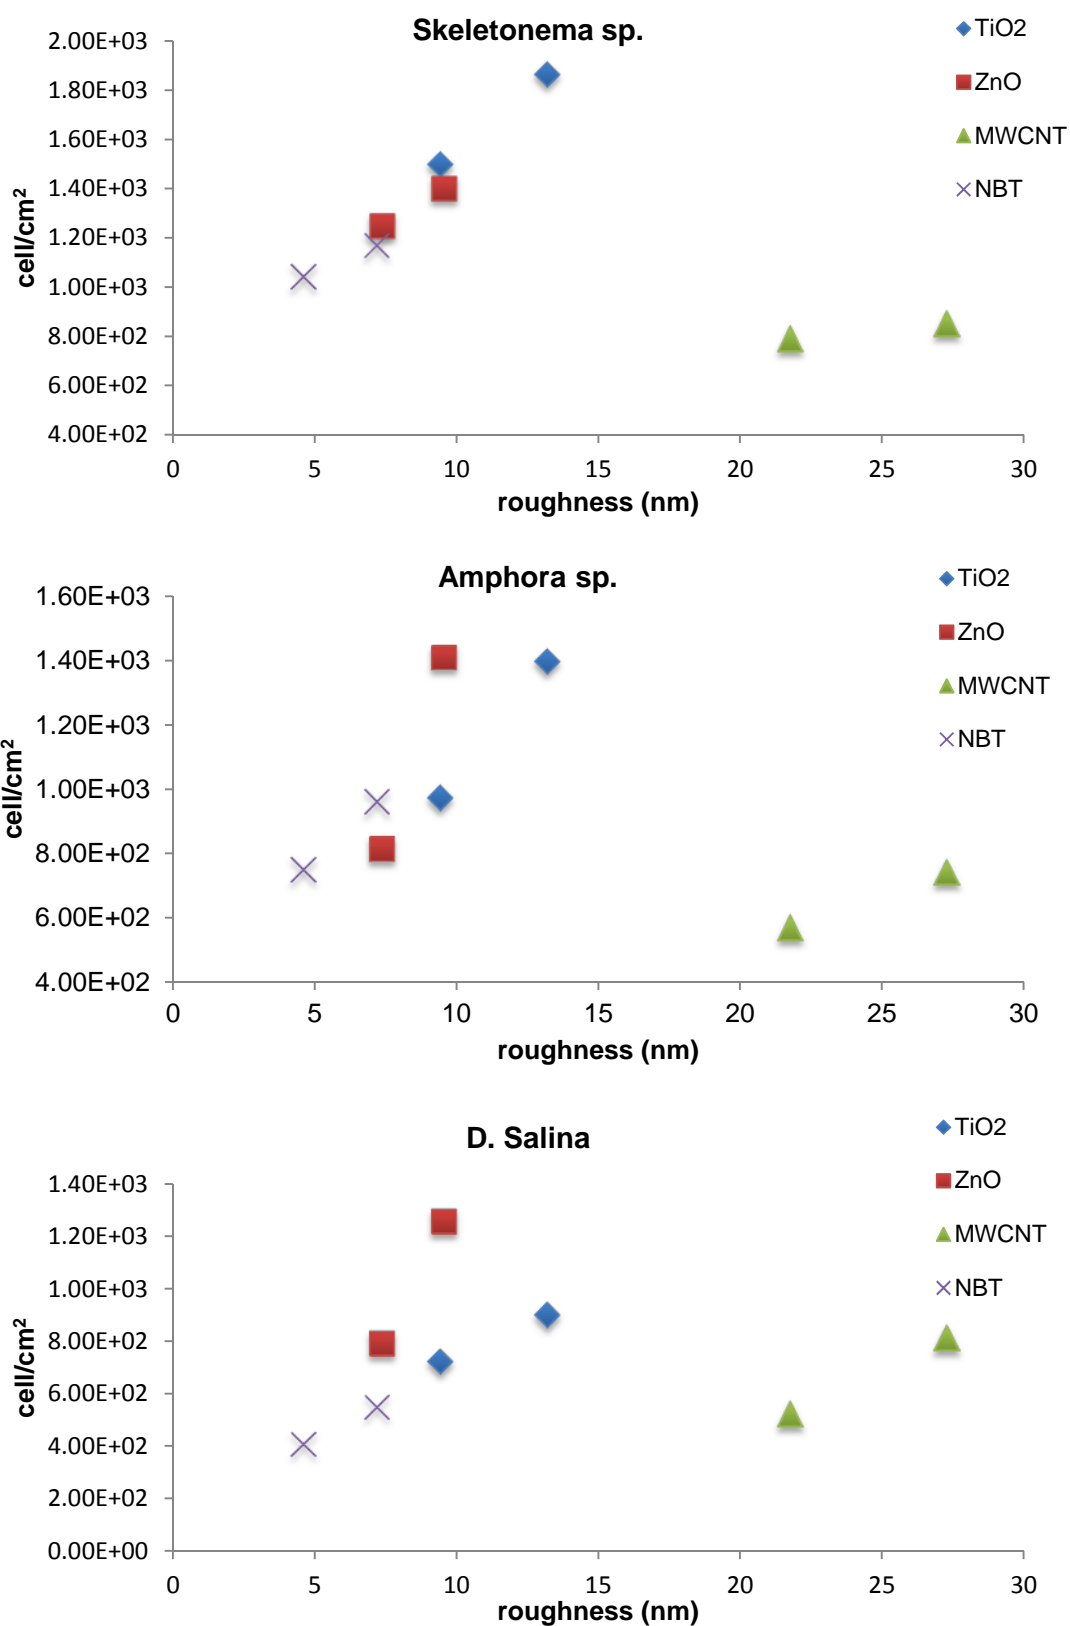 Skeletonema sp.
TiO2
ZnO
MWCNT
NBT
2.00E+03
1.80E+03
1.60E+03
1.40E+03
1.20E+03
1.00E+03
8.00E+02
6.00E+02
4.00E+02
cell/cm²
0 5 10 15 20 25 30
roughness (nm)
Amphora sp.
TiO2
ZnO
MWCNT
NBT
1.60E+03
1.40E+03
1.20E+03
1.00E+03
8.00E+02
6.00E+02
4.00E+02
cell/cm²
0 5 10 15 20 25 30
roughness (nm)
D. Salina
TiO2
ZnO
MWCNT
NBT
1.40E+03
1.20E+03
1.00E+03
8.00E+02
6.00E+02
4.00E+02
2.00E+02
0.00E+00
cell/cm²
0 5 10 15 20 25 30
roughness (nm)